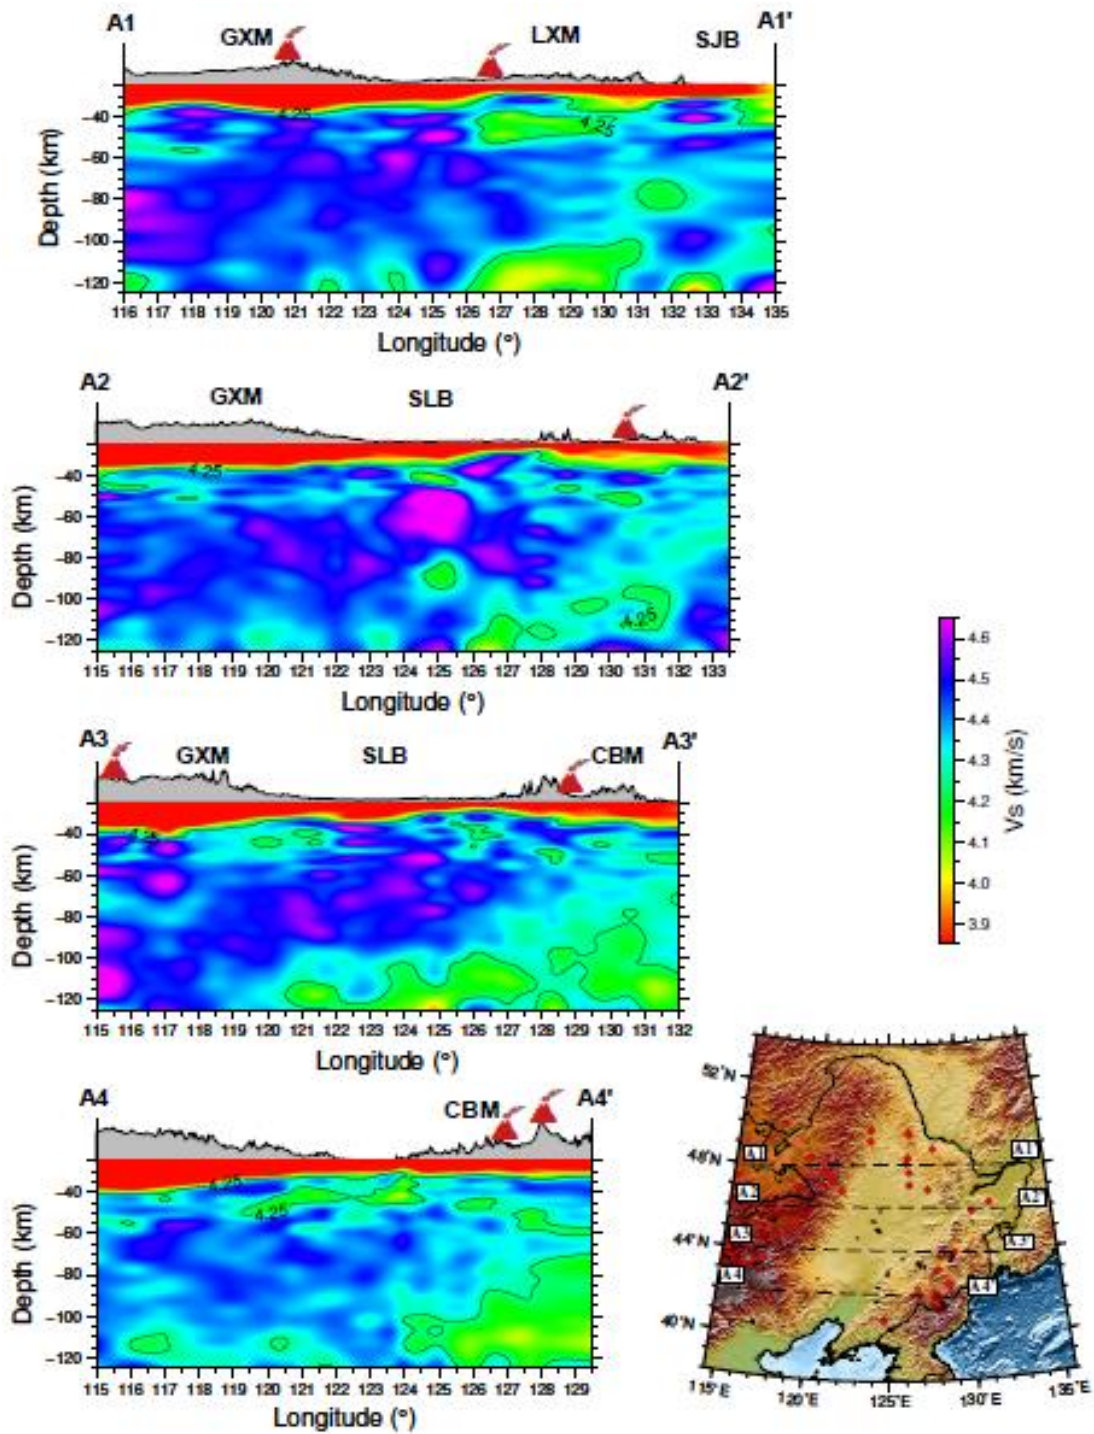 A1 GXM LXM SJB A1'
Depth (km)
−40
−60
−80
−100
−120
4.25 4.25
116 117 118 119 120 121 122 123 124 125 126 127 128 129 130 131 132 133 134 135
Longitude (°)
A2 GXM SLB A2'
Depth (km)
−40
−60
−80
−100
−120
4.25
4.25
115 116 117 118 119 120 121 122 123 124 125 126 127 128 129 130 131 132 133
Longitude (°)
A3 GXM SLB CBM A3'
Depth (km)
−40
−60
−80
−100
−120
4.25
115 116 117 118 119 120 121 122 123 124 125 126 127 128 129 130 131 132
Longitude (°)
A4 CBM A4'
Depth (km)
−40
−60
−80
−100
−120
4.25
4.25
115 116 117 118 119 120 121 122 123 124 125 126 127 128 129
Longitude (°)
4.6
4.5
4.4
4.3
4.2
4.1
4.0
3.9
Vs (km/s)
52°N
48°N
44°N
40°N
A1 A1'
A2 A2'
A3 A3'
A4 A4'
115°E 120°E 125°E 130°E 135°E